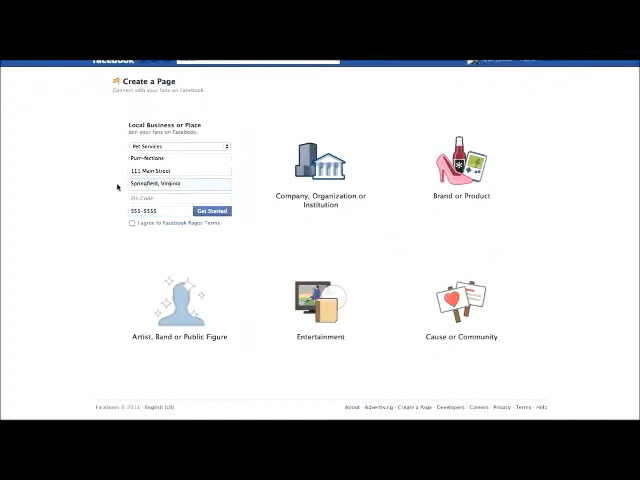 facebook
Create a Page
Connect with your fans on Facebook.
Local Business or Place
Join your fans on Facebook.
Pet Services
Purr-fections
111 Main Street
Springfield, Virginia
Zip Code
555-5555
Get Started
I agree to Facebook Pages Terms
Company, Organization or
Institution
Brand or Product
Artist, Band or Public Figure
Entertainment
Cause or Community
Facebook © 2011 · English (US)
About · Advertising · Create a Page · Developers · Careers · Privacy · Terms · Help